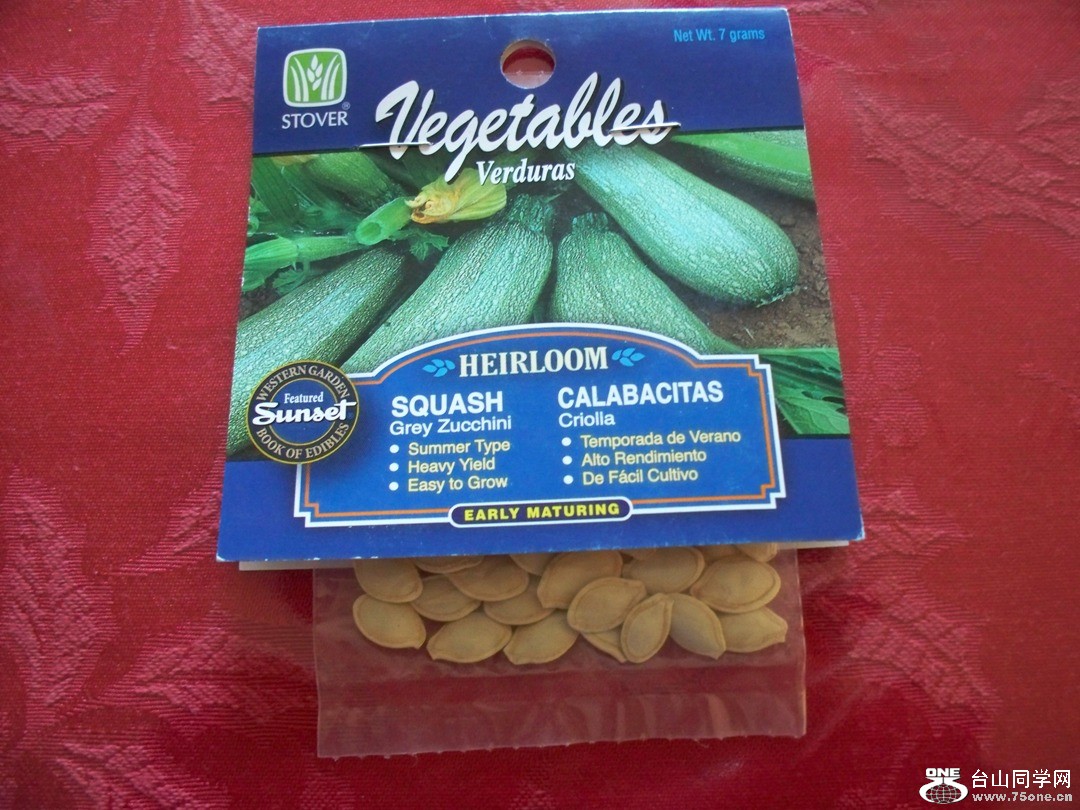 Net Wt. 7 grams
STOVER®
Vegetables
Verduras
HEIRLOOM
WESTERN GARDEN
Featured
Sunset
BOOK OF EDIBLES
SQUASH
Grey Zucchini
• Summer Type
• Heavy Yield
• Easy to Grow
CALABACITAS
Criolla
• Temporada de Verano
• Alto Rendimiento
• De Fácil Cultivo
EARLY MATURING
ONE
台山同学网
www.75one.cn